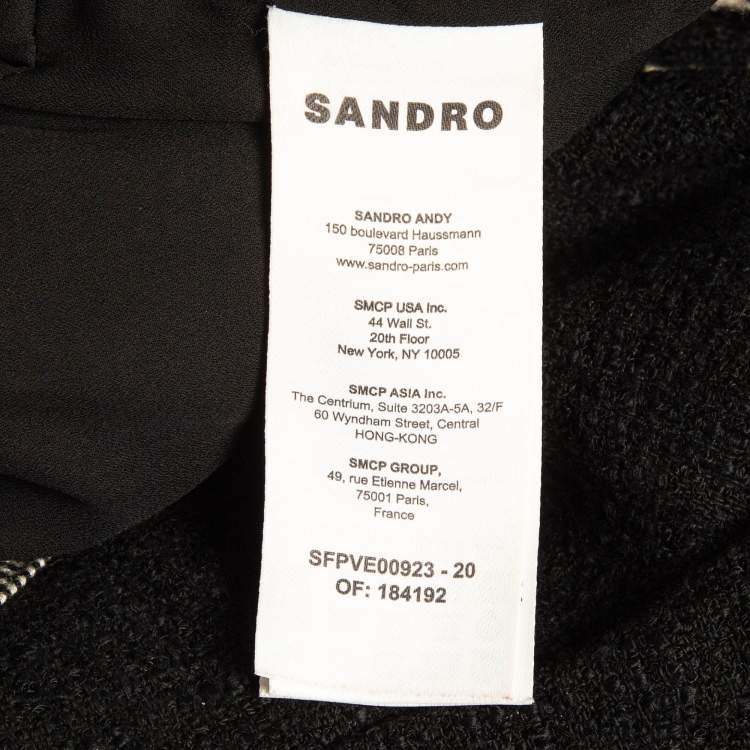 SANDRO
SANDRO ANDY
150 boulevard Haussmann
75008 Paris
www.sandro-paris.com
SMCP USA Inc.
44 Wall St.
20th Floor
New York, NY 10005
SMCP ASIA Inc.
The Centrium, Suite 3203A-5A, 32/F
60 Wyndham Street, Central
HONG-KONG
SMCP GROUP,
49, rue Etienne Marcel,
75001 Paris,
France
SFPVE00923 - 20
OF: 184192